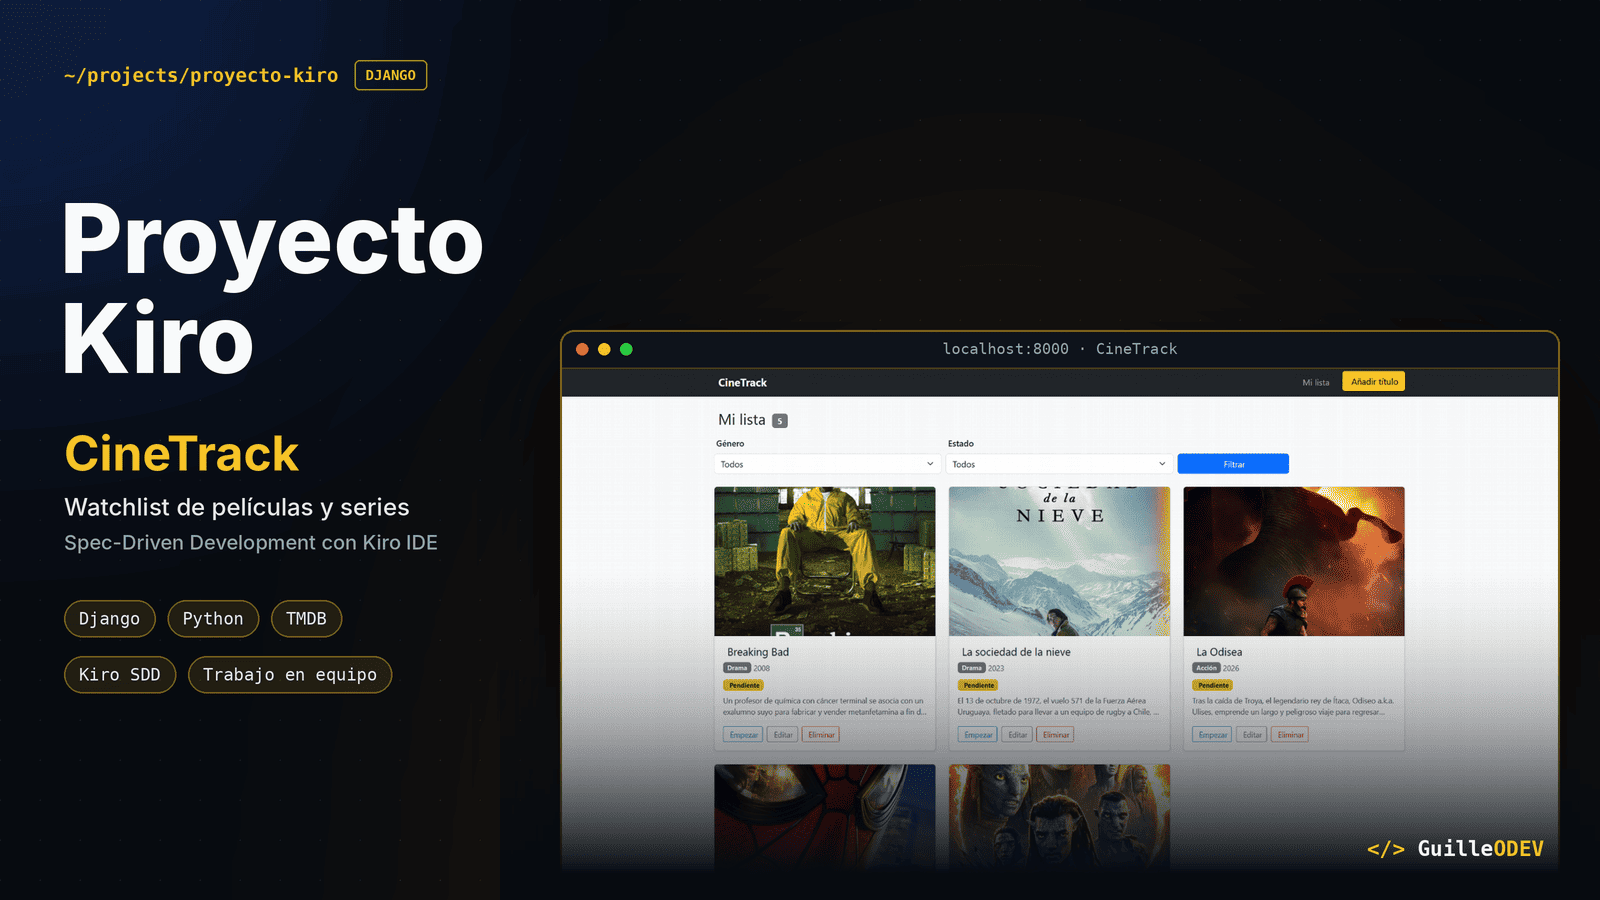 ~/projects/proyecto-kiro DJANGO
Proyecto
Kiro
CineTrack
Watchlist de películas y series
Spec-Driven Development con Kiro IDE
Django Python TMDB
Kiro SDD Trabajo en equipo
localhost:8000 · CineTrack
CineTrack Mi lista Añadir título
Mi lista 5
Género Estado
Todos Todos Filtrar
SOCIEDAD
de la
NIEVE
Breaking Bad
Drama 2008
Pendiente
Un profesor de química con cáncer terminal se asocia con un
exalumno suyo para fabricar y vender metanfetamina a fin d...
Empezar Editar Eliminar
La sociedad de la nieve
Drama 2023
Pendiente
El 13 de octubre de 1972, el vuelo 571 de la Fuerza Aérea
Uruguaya, fletado para llevar a un equipo de rugby a Chile, ...
Empezar Editar Eliminar
La Odisea
Acción 2026
Pendiente
Tras la caída de Troya, el legendario rey de Ítaca, Odiseo a.k.a.
Ulises, emprende un largo y peligroso viaje para regresar...
Empezar Editar Eliminar
</> GuilleODEV